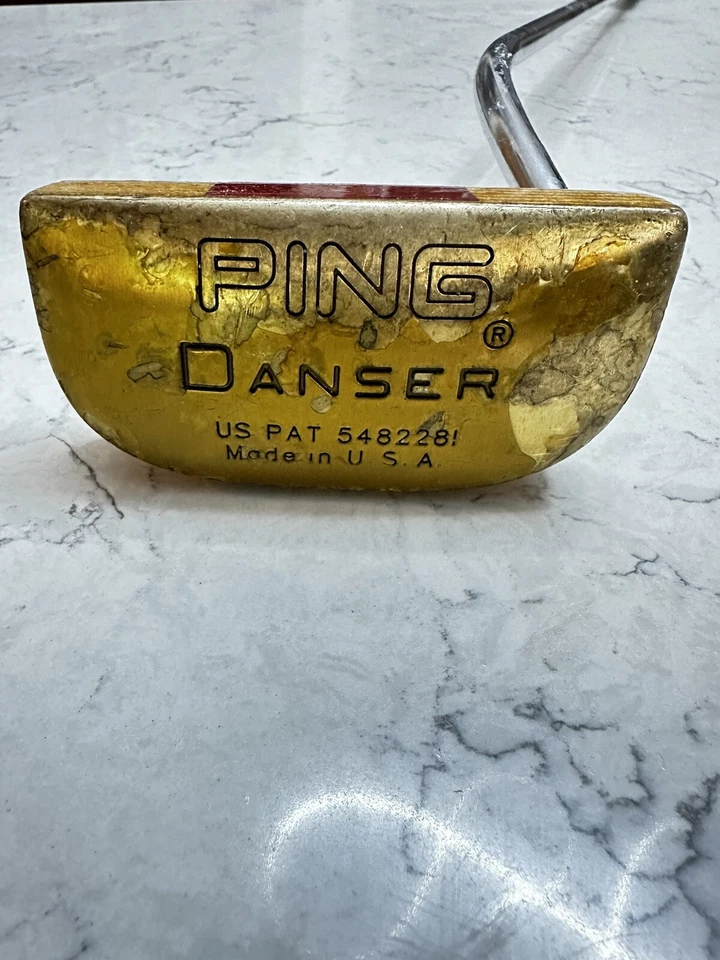 PING
®
DANSER
US PAT 5482281
Made in U.S.A.